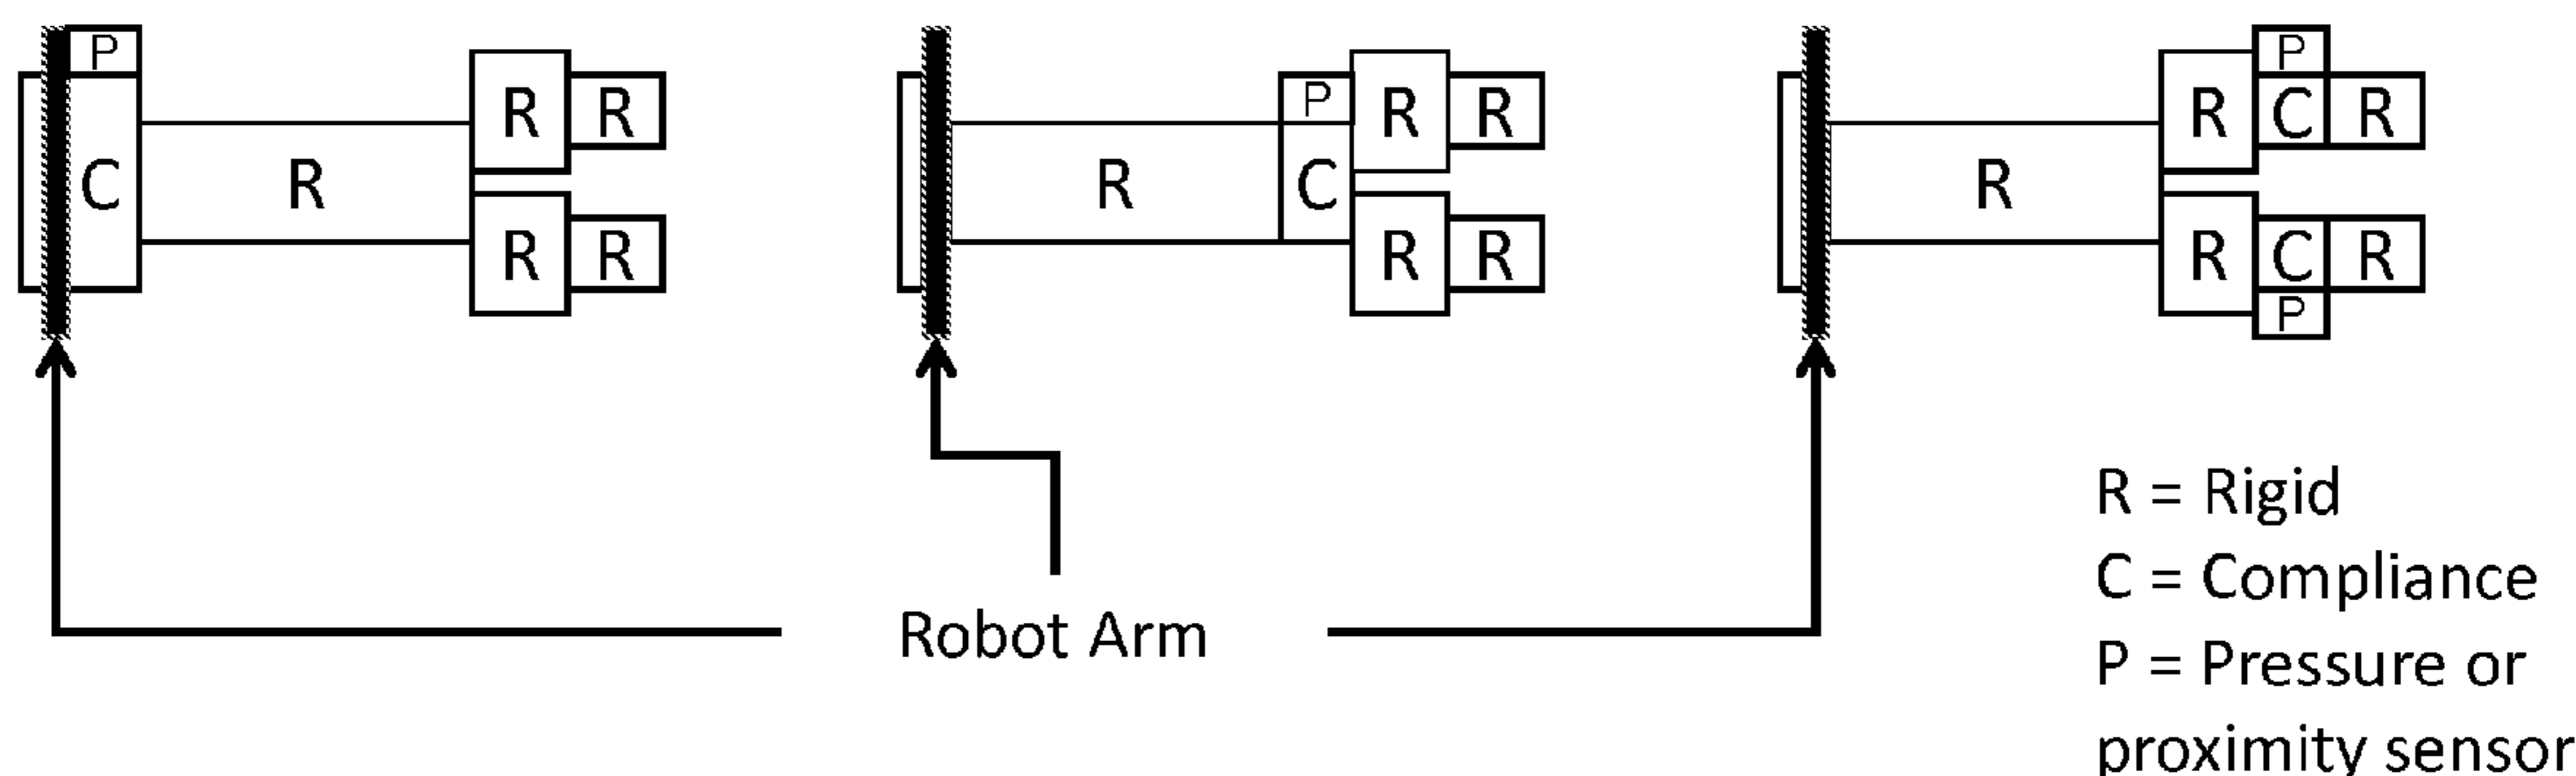 P
P
P
R R
R R
R C R
C R
R
C
R
R R
R R
R C R
P
Robot Arm
R = Rigid
C = Compliance
P = Pressure or
proximity sensor